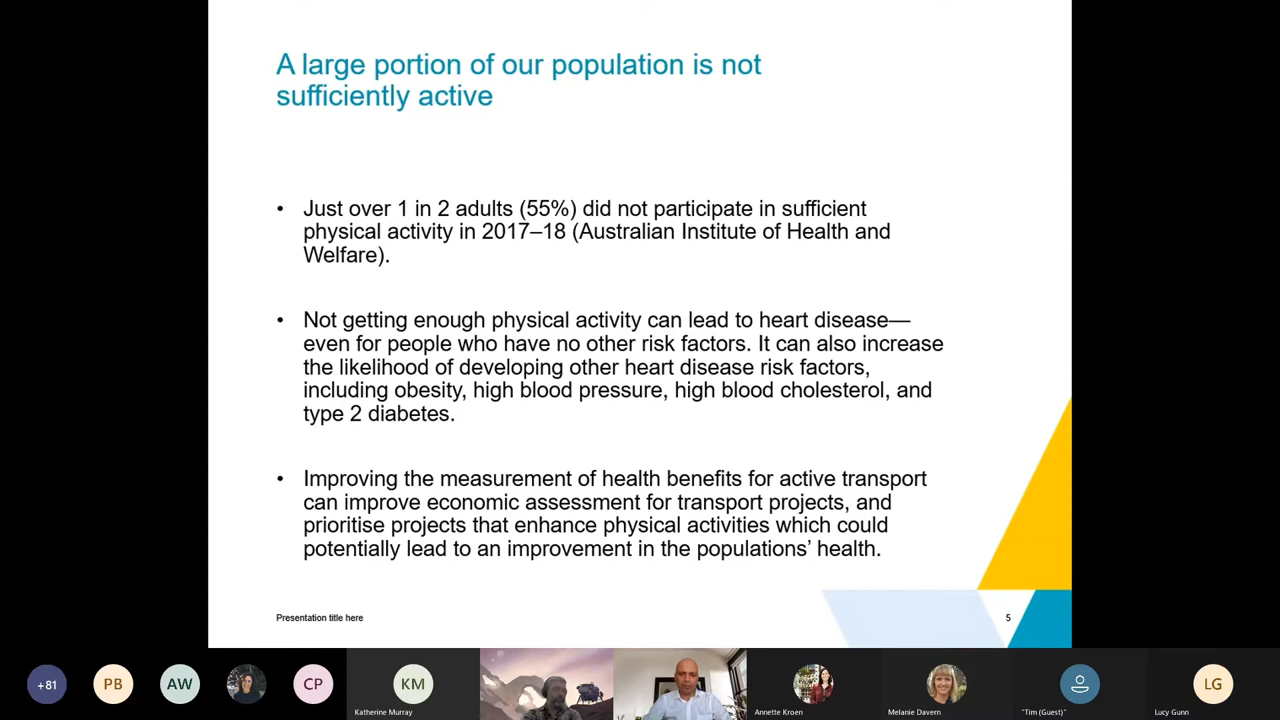 A large portion of our population is not
sufficiently active
• Just over 1 in 2 adults (55%) did not participate in sufficient
physical activity in 2017–18 (Australian Institute of Health and
Welfare).
• Not getting enough physical activity can lead to heart disease—
even for people who have no other risk factors. It can also increase
the likelihood of developing other heart disease risk factors,
including obesity, high blood pressure, high blood cholesterol, and
type 2 diabetes.
• Improving the measurement of health benefits for active transport
can improve economic assessment for transport projects, and
prioritise projects that enhance physical activities which could
potentially lead to an improvement in the populations’ health.
Presentation title here
5
+81
PB
AW
CP
KM
LG
Katherine Murray
Annette Kroen
Melanie Davern
"Tim (Guest)"
Lucy Gunn